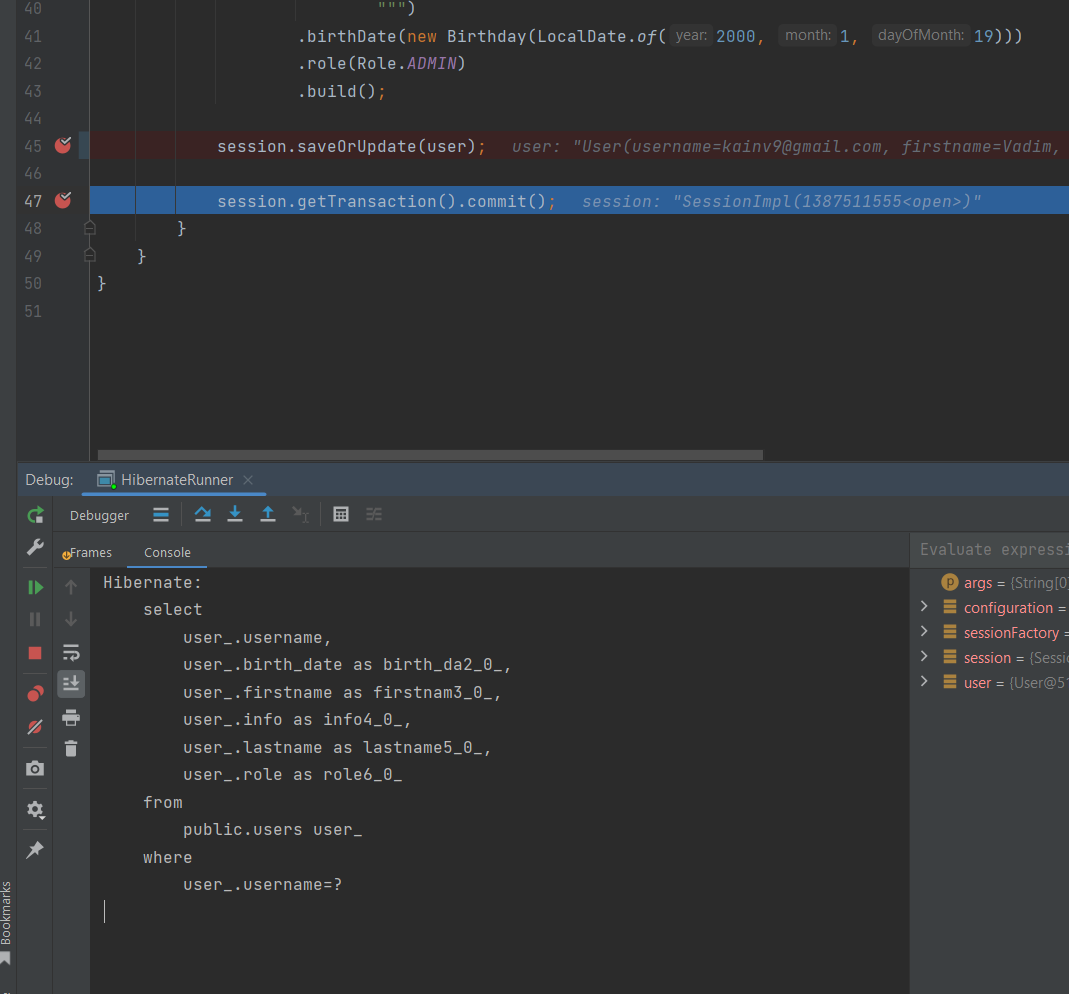 40 """)
41 .birthDate(new Birthday(LocalDate.of( year: 2000, month: 1, dayOfMonth: 19)))
42 .role(Role.ADMIN)
43 .build();
44
45 session.saveOrUpdate(user); user: "User(username=kainv9@gmail.com, firstname=Vadim,
46
47 session.getTransaction().commit(); session: "SessionImpl(1387511555<open>)"
48 }
49 }
50 }
51
Debug: HibernateRunner
Debugger
Frames Console
Evaluate expressi
Hibernate:
select
user_.username,
user_.birth_date as birth_da2_0_,
user_.firstname as firstnam3_0_,
user_.info as info4_0_,
user_.lastname as lastname5_0_,
user_.role as role6_0_
from
public.users user_
where
user_.username=?
p args = {String[0
configuration =
sessionFactory =
session = {Sessi
user = {User@51
Bookmarks